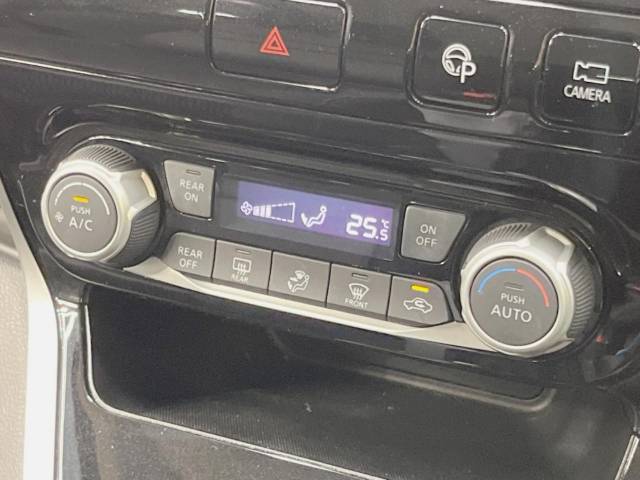 P
CAMERA
REAR
ON
25.5°C
ON
OFF
PUSH
A/C
REAR
OFF
REAR
FRONT
PUSH
AUTO